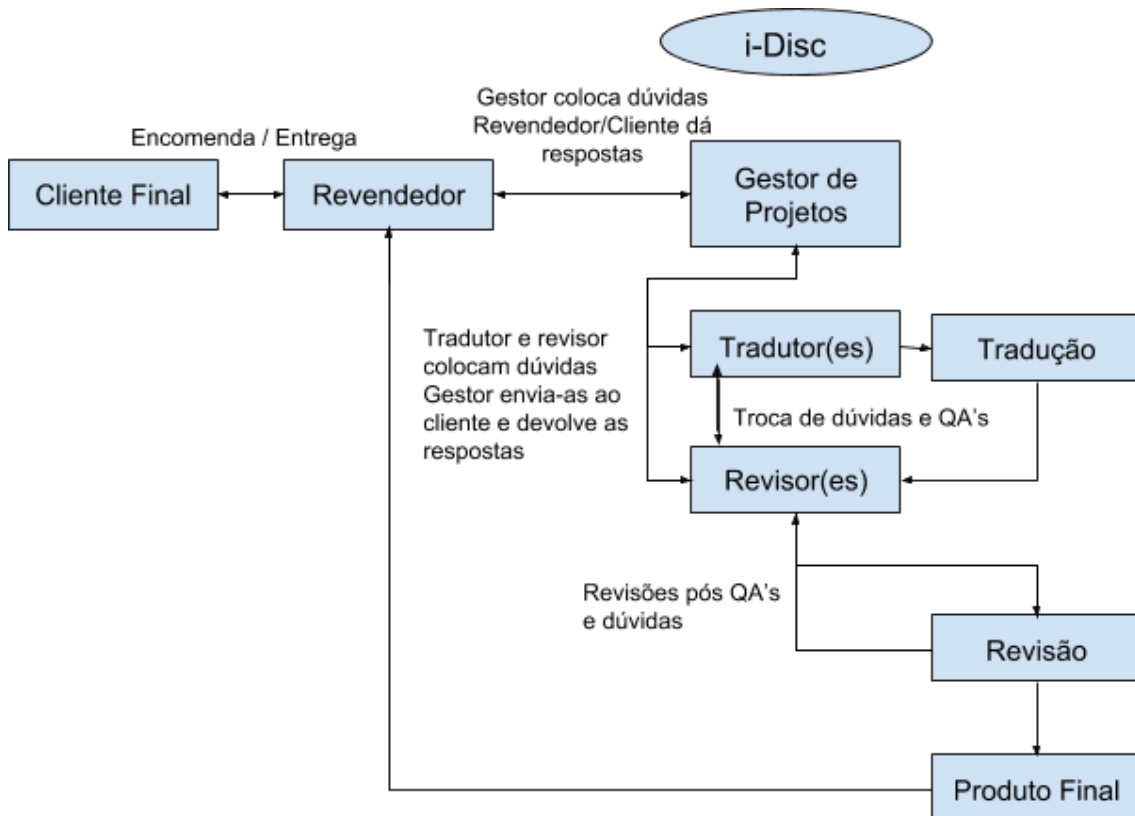 i-Disc
Gestor coloca dúvidas
Revendedor/Cliente dá
respostas
Encomenda / Entrega
Cliente Final
Revendedor
Gestor de
Projetos
Tradutor e revisor
colocam dúvidas
Gestor envia-as ao
cliente e devolve as
respostas
Tradutor(es)
Tradução
Troca de dúvidas e QA's
Revisor(es)
Revisões pós QA's
e dúvidas
Revisão
Produto Final